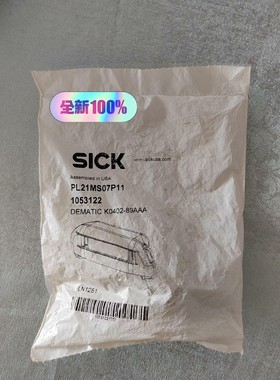 全新100%
SICK
Assembled in USA
PL21MS07P11
1053122
DEMATIC K0402-89AAA